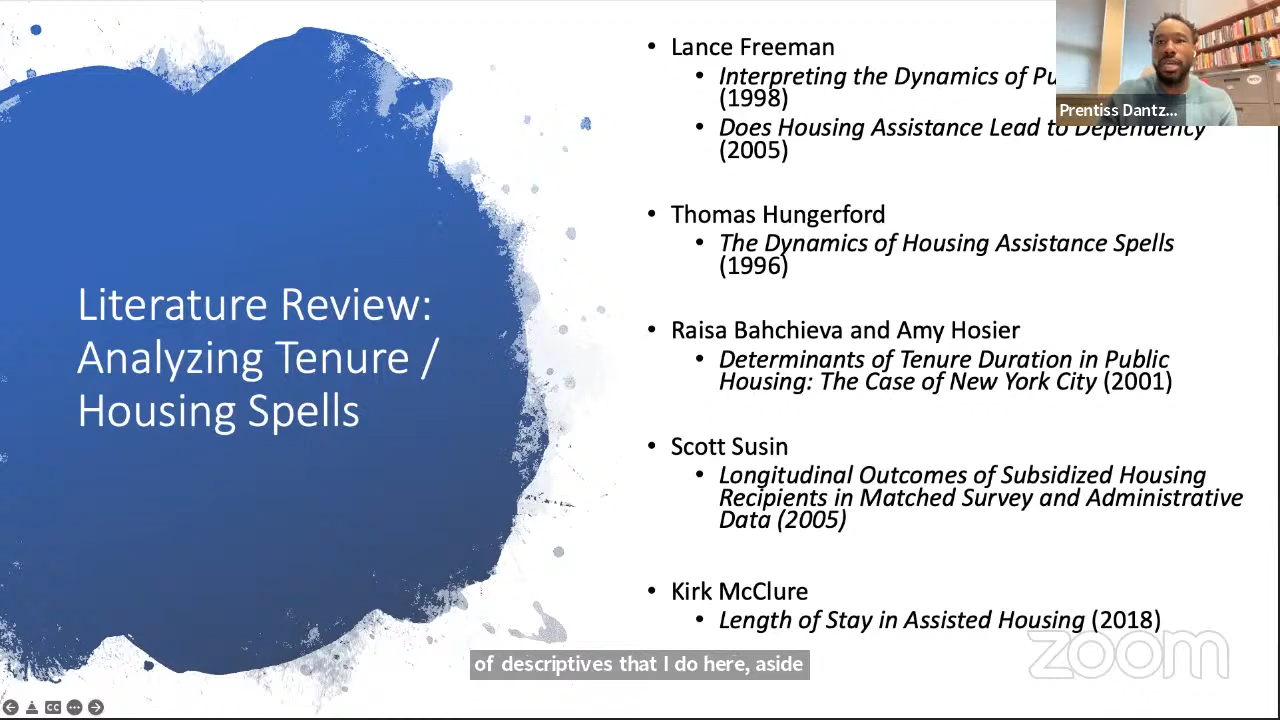 Literature Review:
Analyzing Tenure /
Housing Spells
• Lance Freeman
• Interpreting the Dynamics of
(1998)
• Does Housing Assistance Lead to Dependency
(2005)
• Thomas Hungerford
• The Dynamics of Housing Assistance Spells
(1996)
• Raisa Bahchieva and Amy Hosier
• Determinants of Tenure Duration in Public
Housing: The Case of New York City (2001)
• Scott Susin
• Longitudinal Outcomes of Subsidized Housing
Recipients in Matched Survey and Administrative
Data (2005)
• Kirk McClure
• Length of Stay in Assisted Housing (2018)
Prentiss Dantz...
of descriptives that I do here, aside
zoom
CC